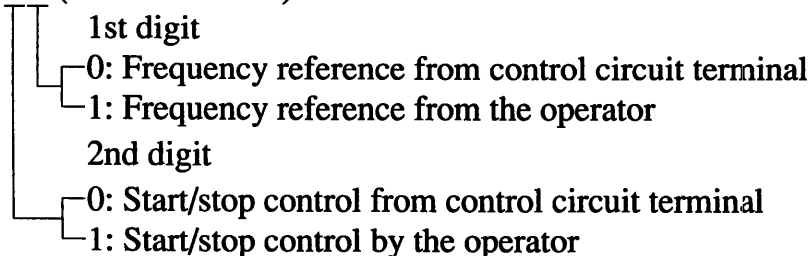 1st digit
0: Frequency reference from control circuit terminal
1: Frequency reference from the operator
2nd digit
0: Start/stop control from control circuit terminal
1: Start/stop control by the operator